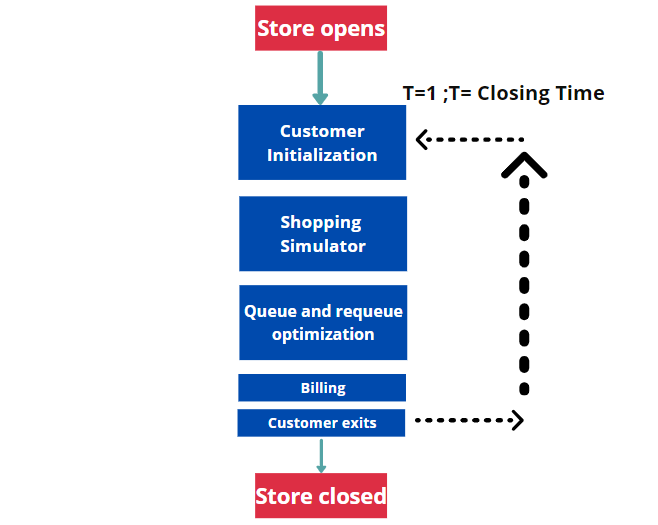 Store opens
T=1 ;T= Closing Time
Customer
Initialization
Shopping
Simulator
Queue and requeue
optimization
Billing
Customer exits
Store closed